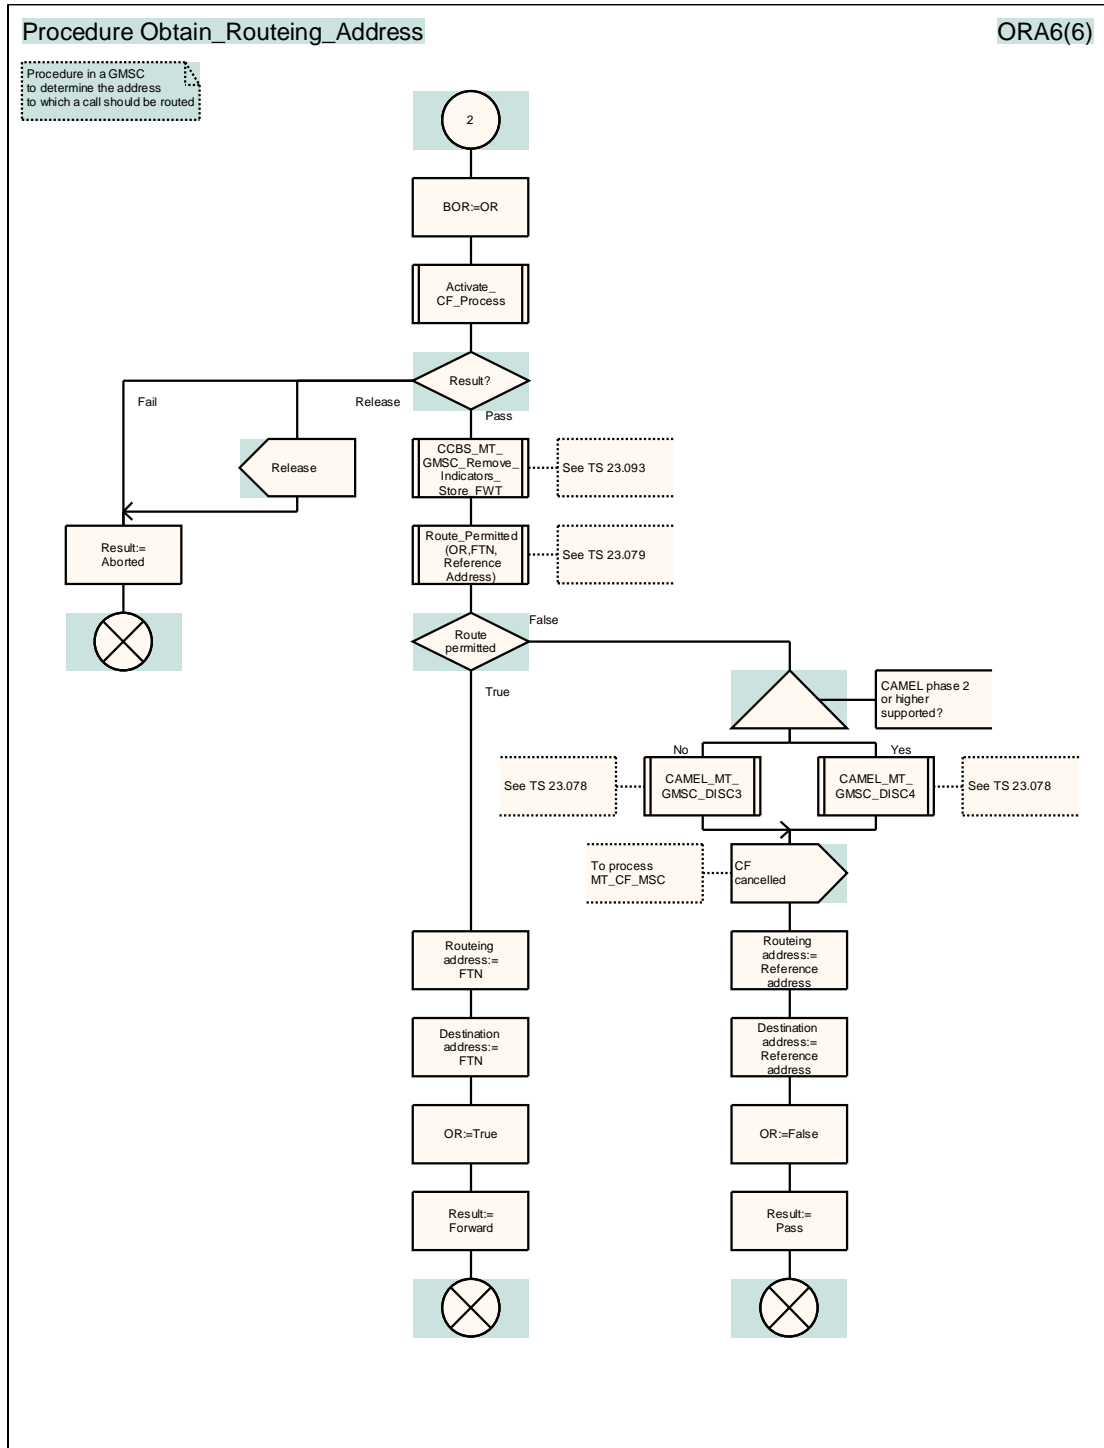 Procedure Obtain_Routeing_Address
ORA6(6)
Procedure in a GMSC
to determine the address
to which a call should be routed
2
BOR:=OR
Activate_
CF_Process
Result?
Fail
Release
Pass
Release
CCBS_MT_
GMSC_Remove_
Indicators_
Store_FWT
See TS 23.093
Result:=
Aborted
Route_Permitted
(OR,FTN,
Reference
Address)
See TS 23.079
Route
permitted
False
True
CAMEL phase 2
or higher
supported?
No
Yes
See TS 23.078
CAMEL_MT_
GMSC_DISC3
CAMEL_MT_
GMSC_DISC4
See TS 23.078
To process
MT_CF_MSC
CF
cancelled
Routeing
address:=
FTN
Routeing
address:=
Reference
address
Destination
address:=
FTN
Destination
address:=
Reference
address
OR:=True
OR:=False
Result:=
Forward
Result:=
Pass